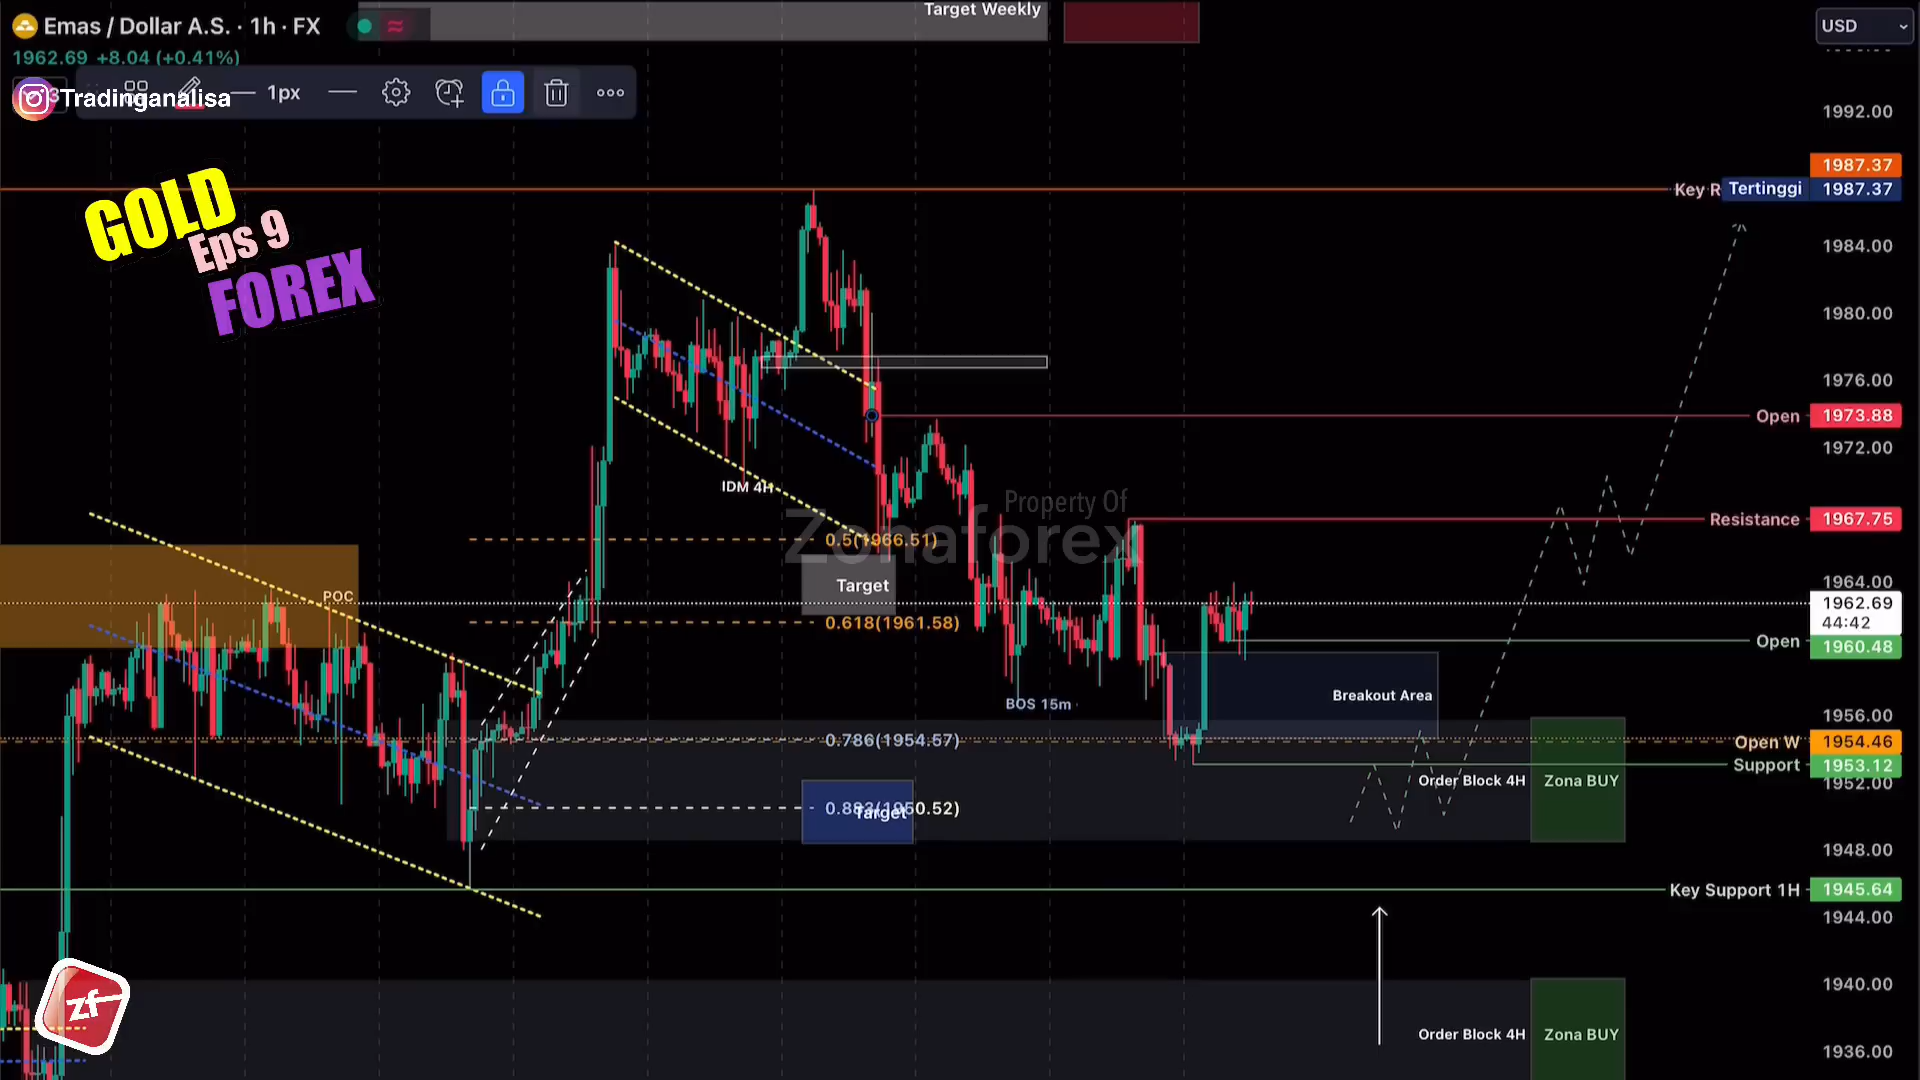 Emas / Dollar A.S. · 1h · FX
Target Weekly
USD
1962.69 +8.04 (+0.41%)
Tradinganalisa
1px
GOLD
Eps 9
FOREX
1992.00
1987.37
Key R
Tertinggi
1987.37
1984.00
1980.00
1976.00
Open
1973.88
1972.00
IDM 4H
Property Of
Zonaforex
Resistance
1967.75
0.5(1966.51)
Target
1964.00
POC
1962.69
44:42
0.618(1961.58)
Open
1960.48
Breakout Area
BOS 15m
1956.00
0.786(1954.57)
Open W
1954.46
Support
1953.12
1952.00
Order Block 4H
Zona BUY
0.883(1950.52)
Target
1948.00
Key Support 1H
1945.64
1944.00
1940.00
zf
Order Block 4H
Zona BUY
1936.00